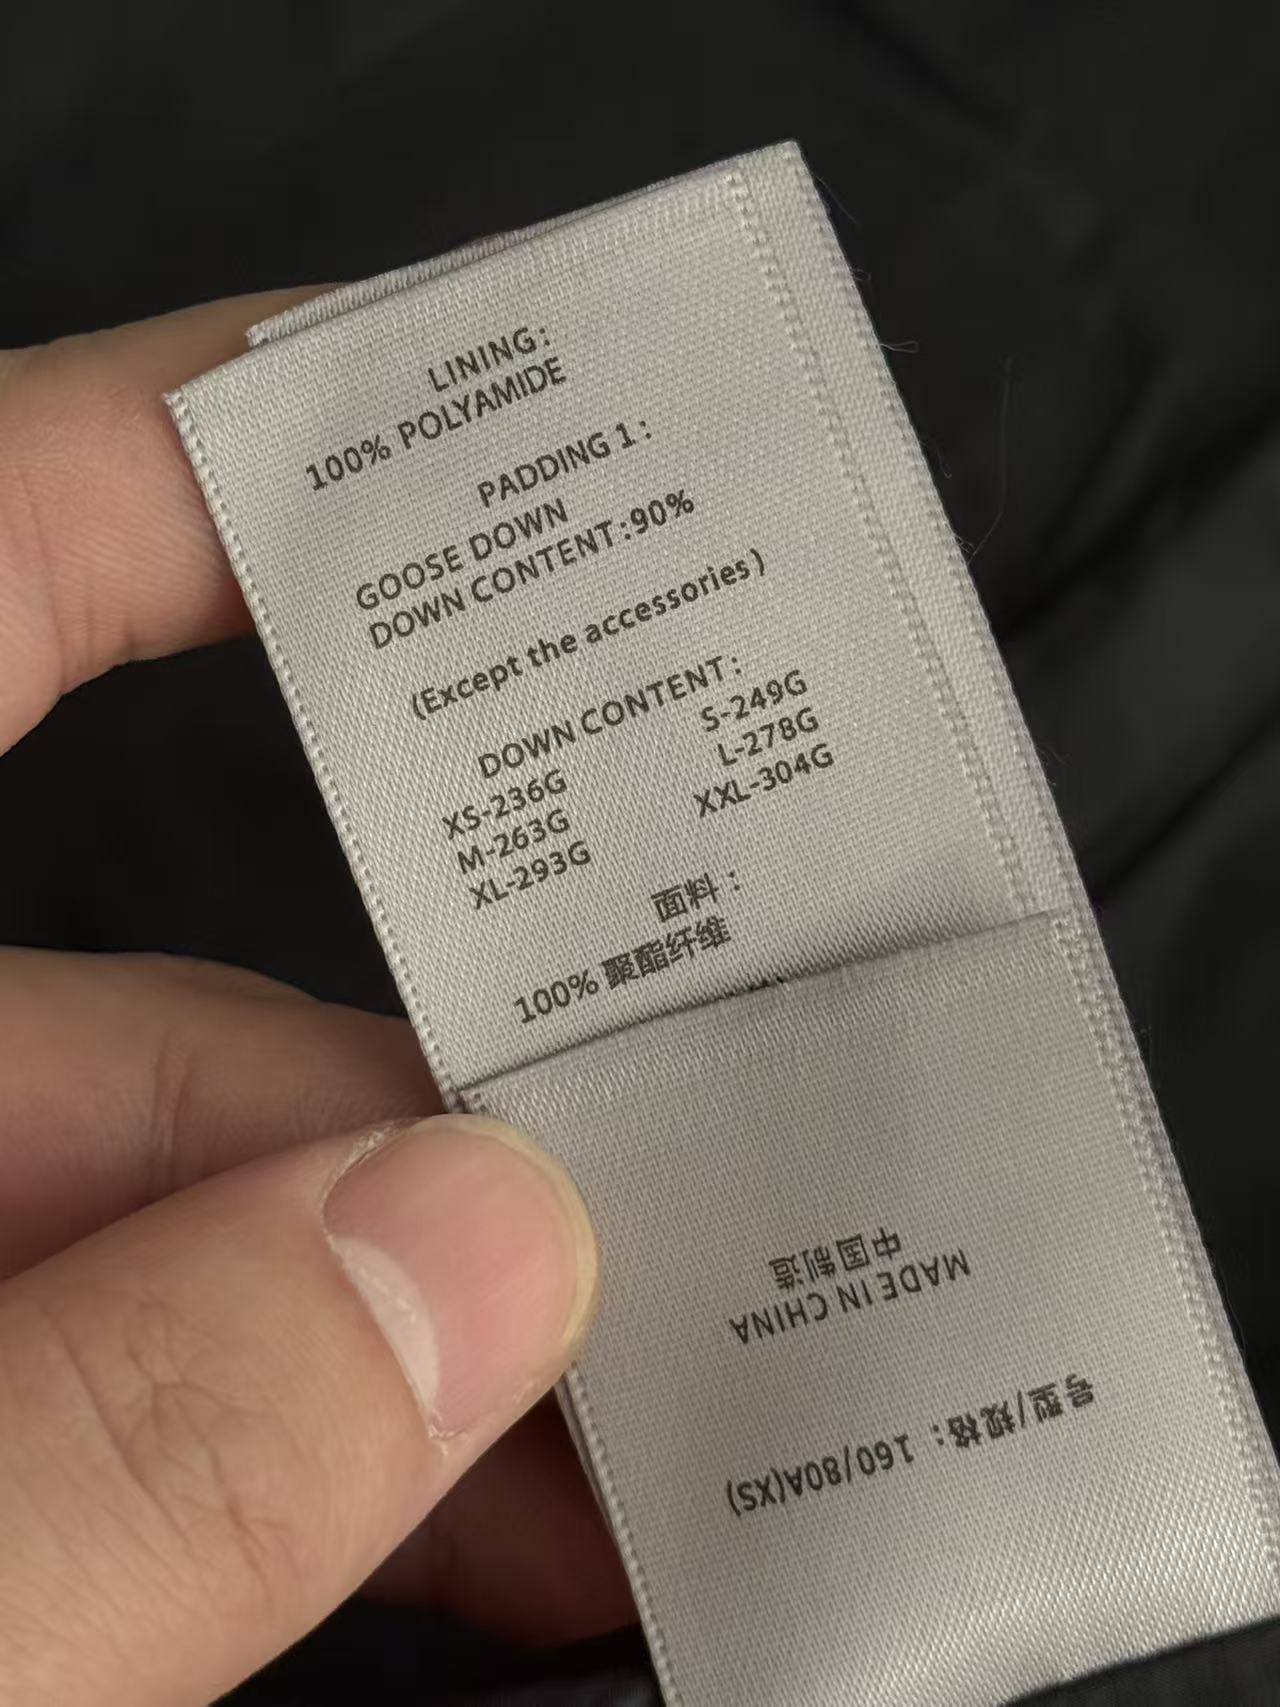 LINING:
100% POLYAMIDE
PADDING 1:
GOOSE DOWN
DOWN CONTENT:90%
(Except the accessories)
DOWN CONTENT:
XS-236G S-249G
M-263G L-278G
XL-293G XXL-304G
面料:
100% 聚酯纤维
号型/规格: 160/80A(XS)
MADE IN CHINA
中国制造